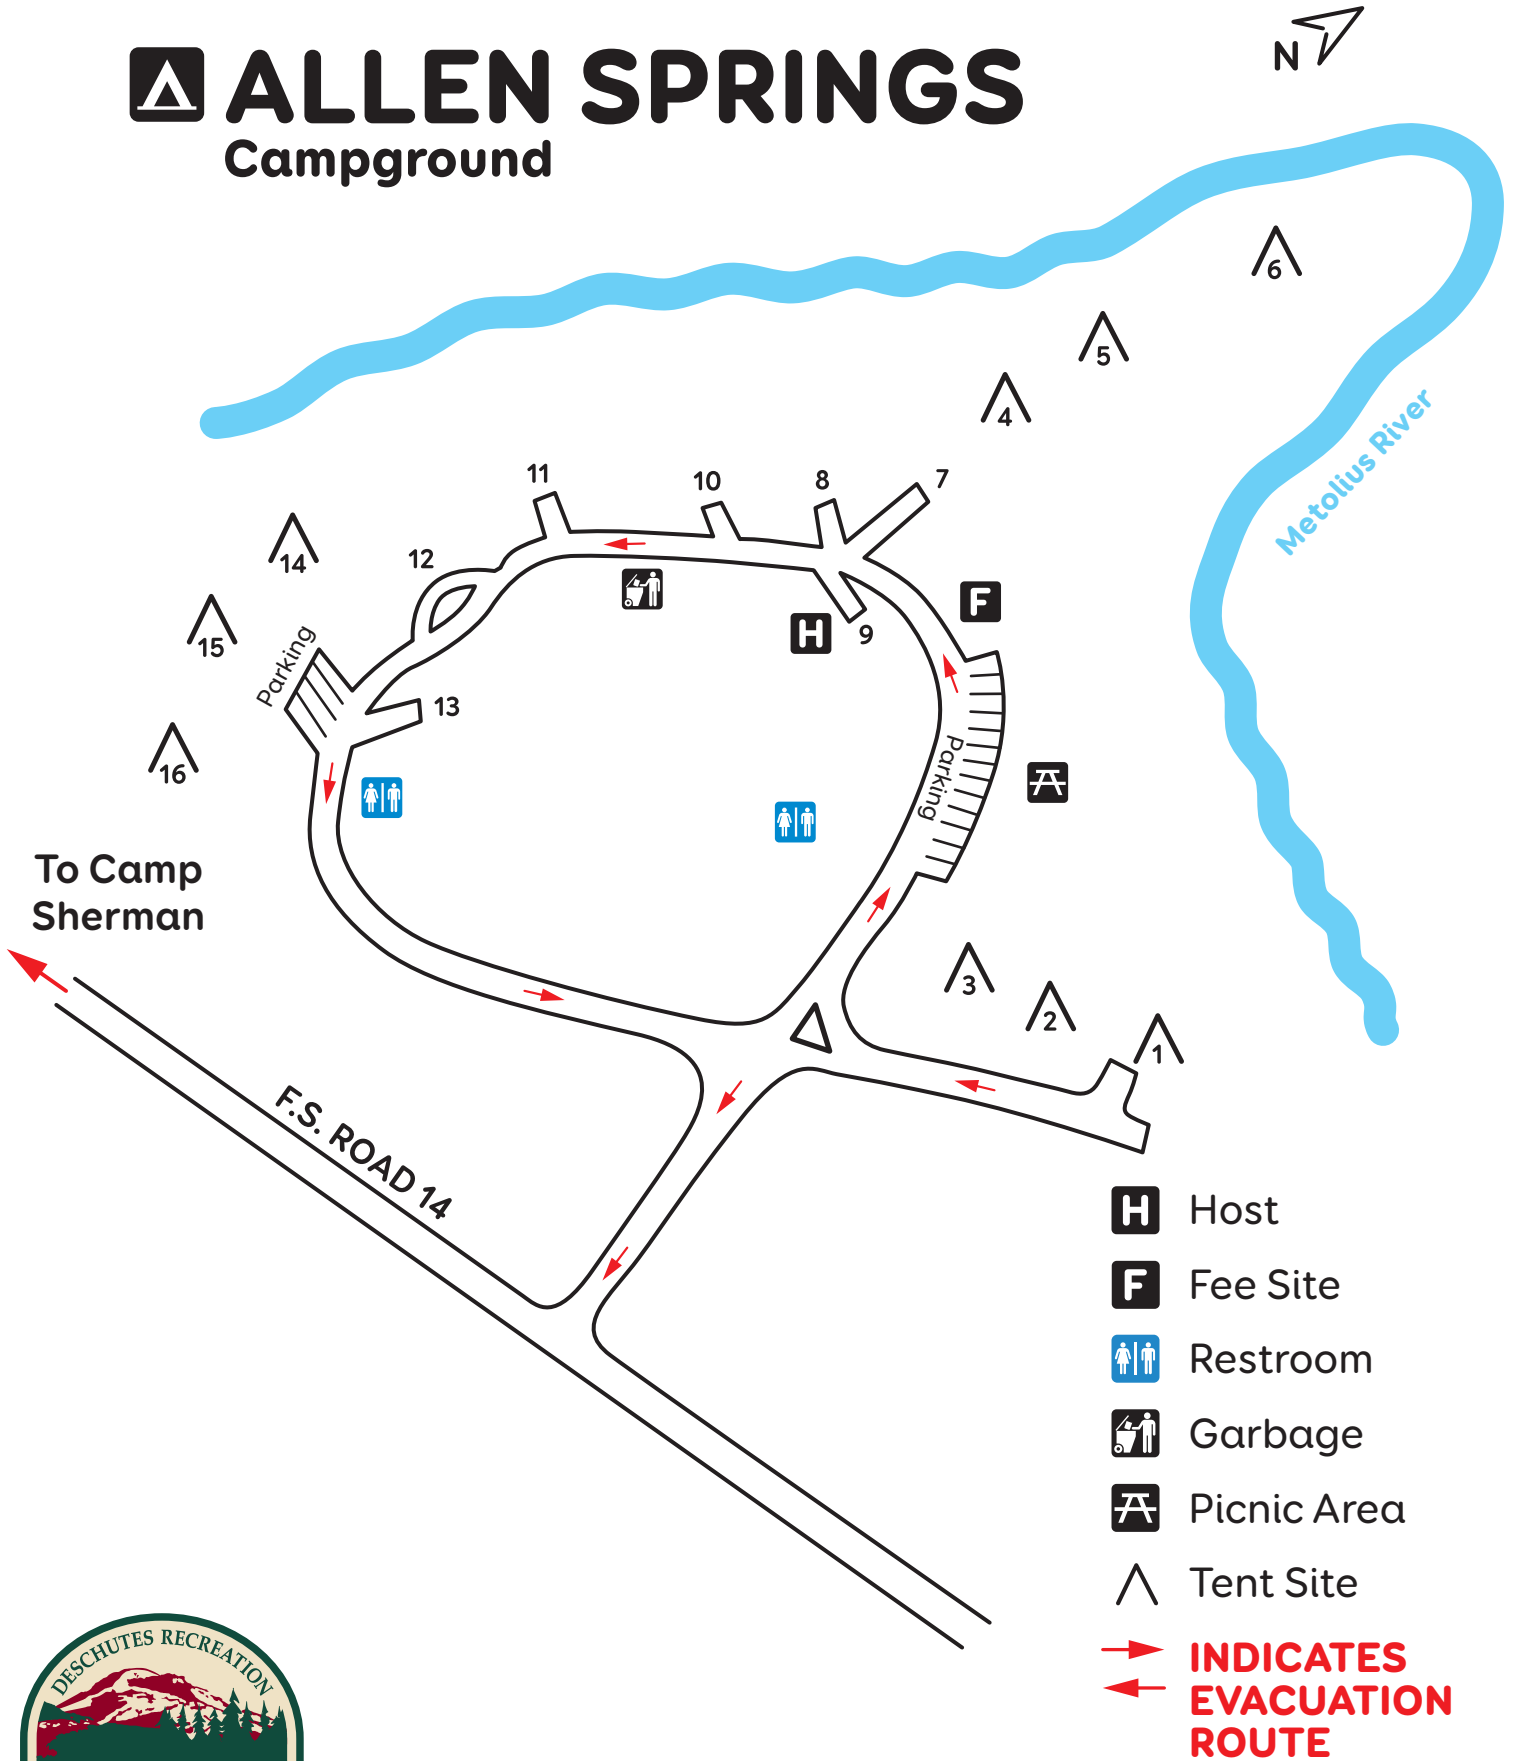 ALLEN SPRINGS
Campground
N
6
5
4
Metolius River
11
10
8
7
14
12
15
F
H
9
Parking
13
16
Parking
To Camp
Sherman
3
2
1
F.S. ROAD 14
H Host
F Fee Site
Restroom
Garbage
Picnic Area
Tent Site
INDICATES
EVACUATION
ROUTE
DESCHUTES RECREATION